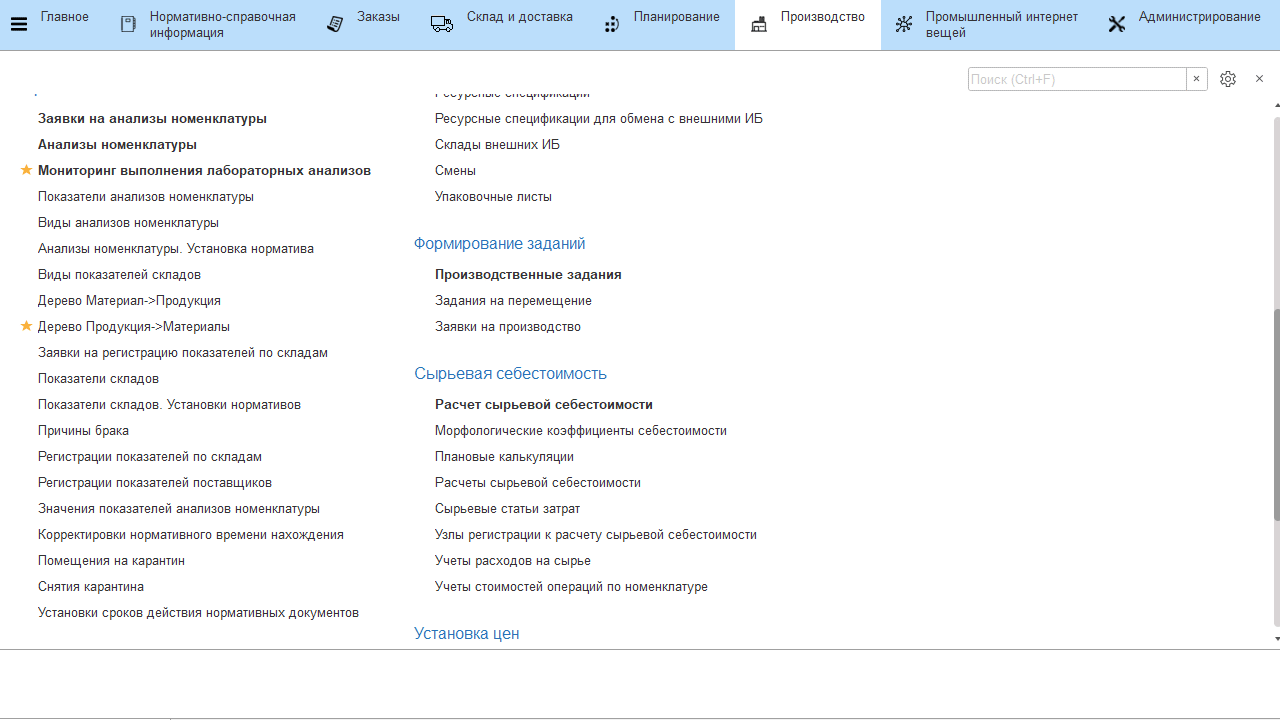 Главное
Нормативно-справочная
информация
Заказы
Склад и доставка
Планирование
Производство
Промышленный интернет
вещей
Администрирование
Поиск (Ctrl+F)
Заявки на анализы номенклатуры
Анализы номенклатуры
Мониторинг выполнения лабораторных анализов
Показатели анализов номенклатуры
Виды анализов номенклатуры
Анализы номенклатуры. Установка норматива
Виды показателей складов
Дерево Материал->Продукция
Дерево Продукция->Материалы
Заявки на регистрацию показателей по складам
Показатели складов
Показатели складов. Установки нормативов
Причины брака
Регистрации показателей по складам
Регистрации показателей поставщиков
Значения показателей анализов номенклатуры
Корректировки нормативного времени нахождения
Помещения на карантин
Снятия карантина
Установки сроков действия нормативных документов
Ресурсные спецификации
Ресурсные спецификации для обмена с внешними ИБ
Склады внешних ИБ
Смены
Упаковочные листы
Формирование заданий
Производственные задания
Задания на перемещение
Заявки на производство
Сырьевая себестоимость
Расчет сырьевой себестоимости
Морфологические коэффициенты себестоимости
Плановые калькуляции
Расчеты сырьевой себестоимости
Сырьевые статьи затрат
Узлы регистрации к расчету сырьевой себестоимости
Учеты расходов на сырье
Учеты стоимостей операций по номенклатуре
Установка цен